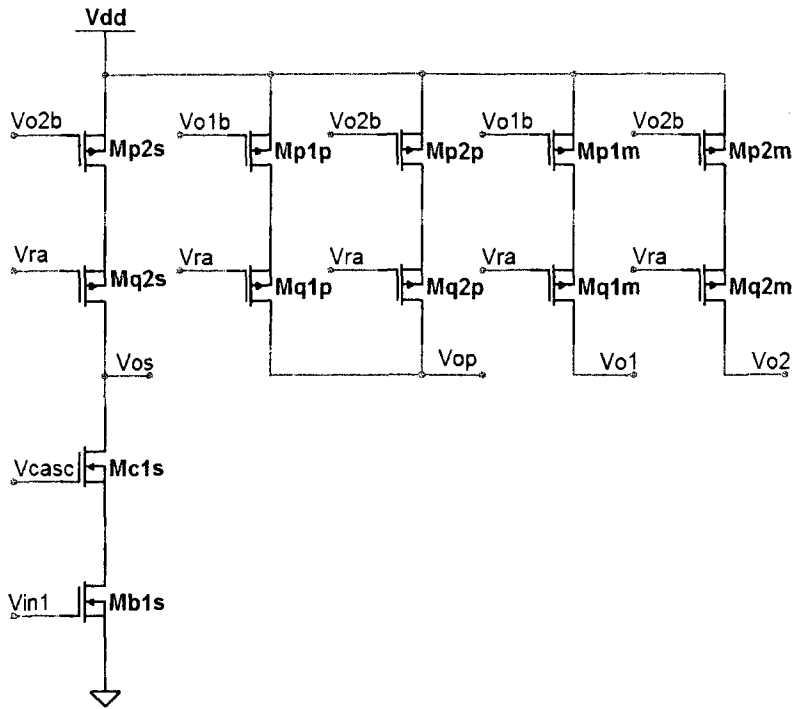 Vdd
Vo2b Mp2s Vo1b Mp1p Vo2b Mp2p Vo1b Mp1m Vo2b Mp2m
Vra Mq2s Vra Mq1p Vra Mq2p Vra Mq1m Vra Mq2m
Vos Vop Vo1 Vo2
Vcasc Mc1s
Vin1 Mb1s